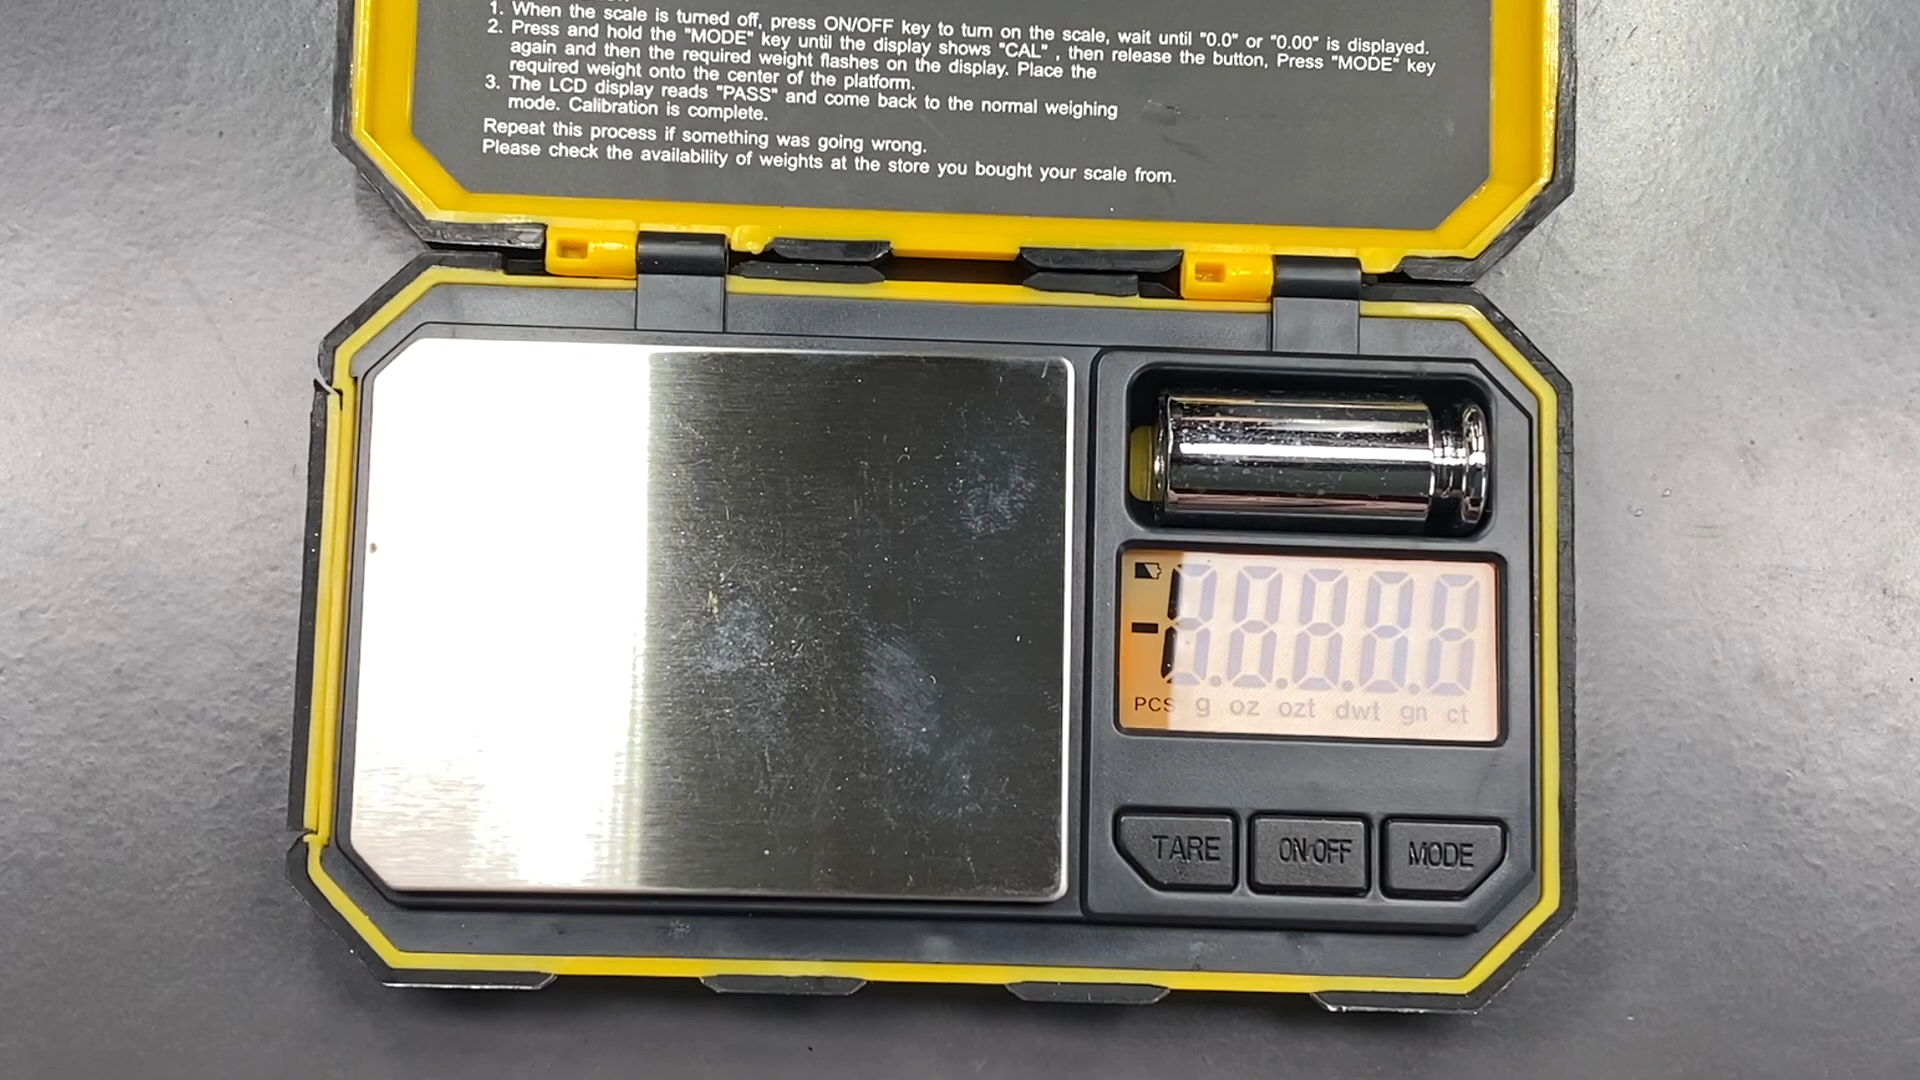 1. When the scale is turned off, press ON/OFF key to turn on the scale, wait until "0.0" or "0.00" is displayed.
2. Press and hold the "MODE" key until the display shows "CAL" , then release the button, Press "MODE" key
again and then the required weight flashes on the display. Place the
required weight onto the center of the platform.
3. The LCD display reads "PASS" and come back to the normal weighing
mode. Calibration is complete.
Repeat this process if something was going wrong.
Please check the availability of weights at the store you bought your scale from.
-8.8.8.8.8
PCS g oz ozt dwt gn ct
TARE ON/OFF MODE